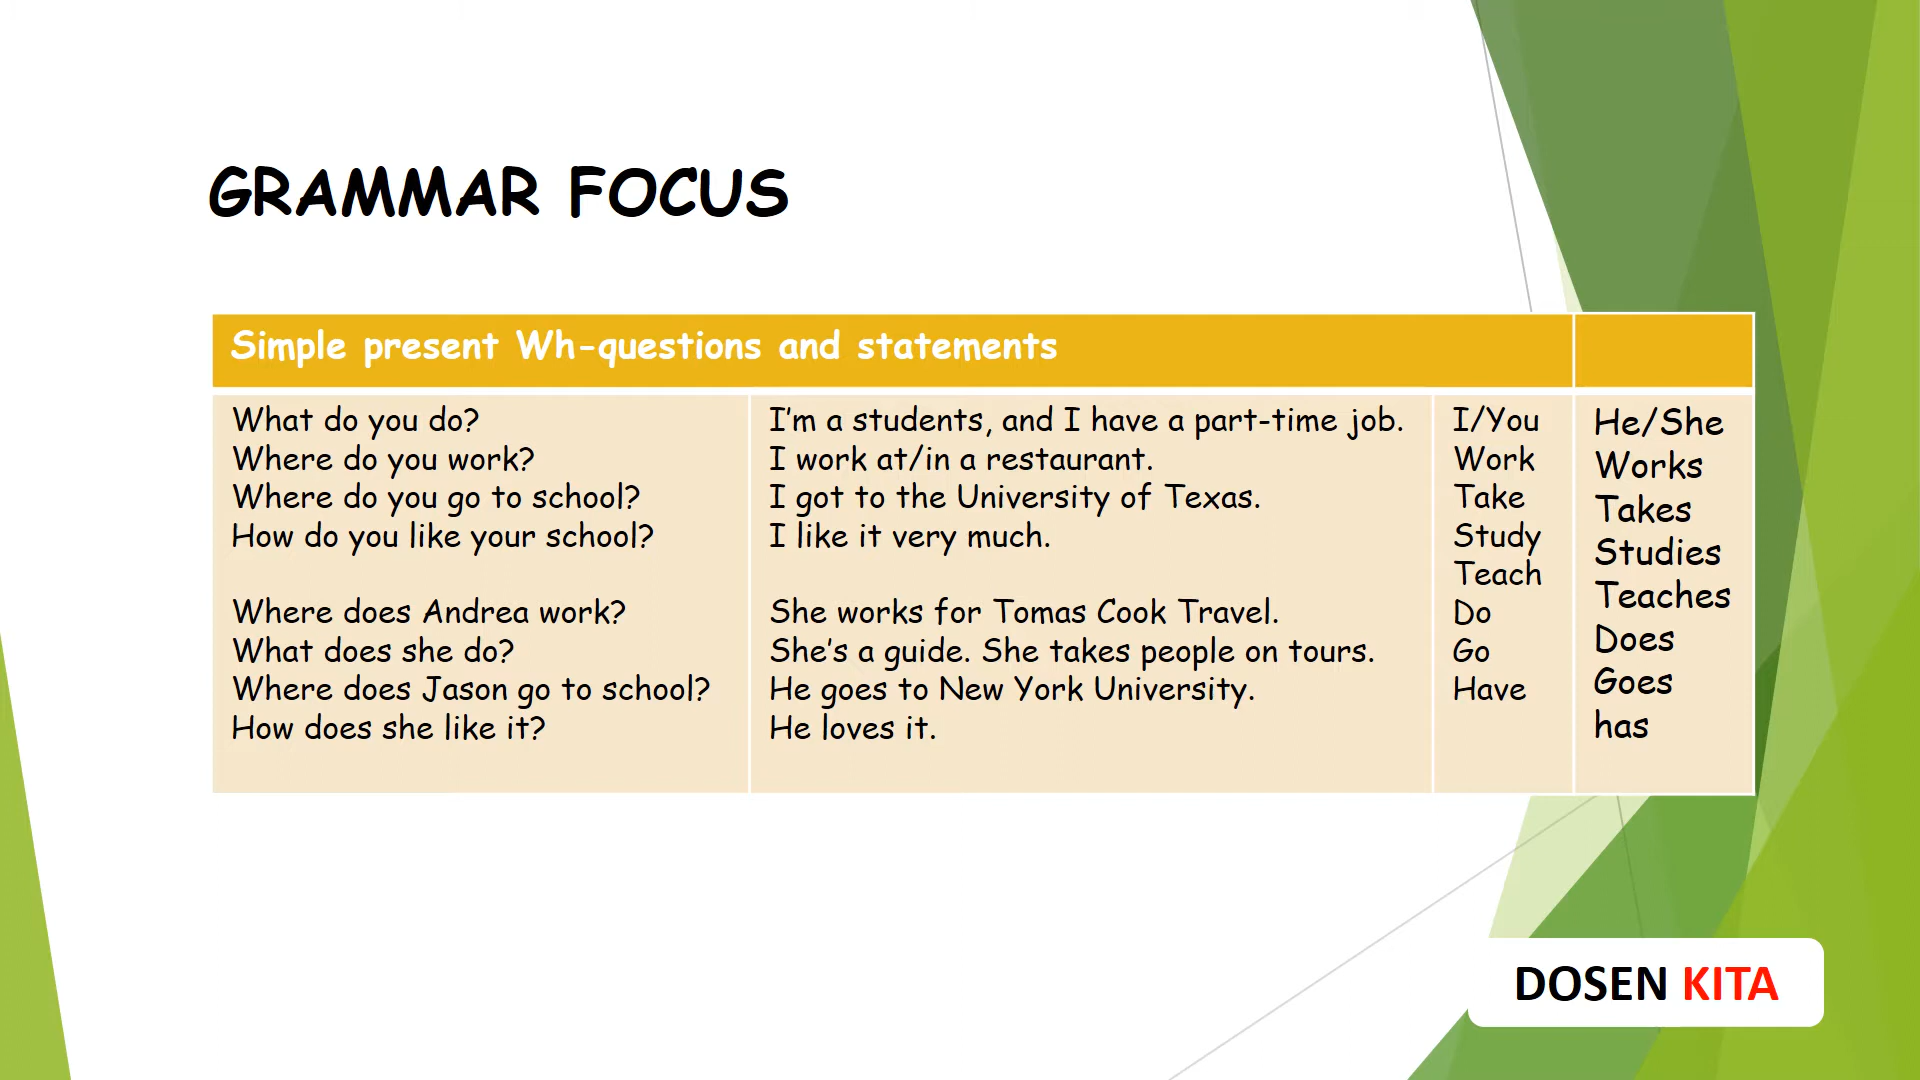 GRAMMAR FOCUS
Simple present Wh-questions and statements
What do you do?
Where do you work?
Where do you go to school?
How do you like your school?
Where does Andrea work?
What does she do?
Where does Jason go to school?
How does she like it?
I'm a students, and I have a part-time job.
I work at/in a restaurant.
I got to the University of Texas.
I like it very much.
She works for Tomas Cook Travel.
She's a guide. She takes people on tours.
He goes to New York University.
He loves it.
I/You
Work
Take
Study
Teach
Do
Go
Have
He/She
Works
Takes
Studies
Teaches
Does
Goes
has
DOSEN KITA